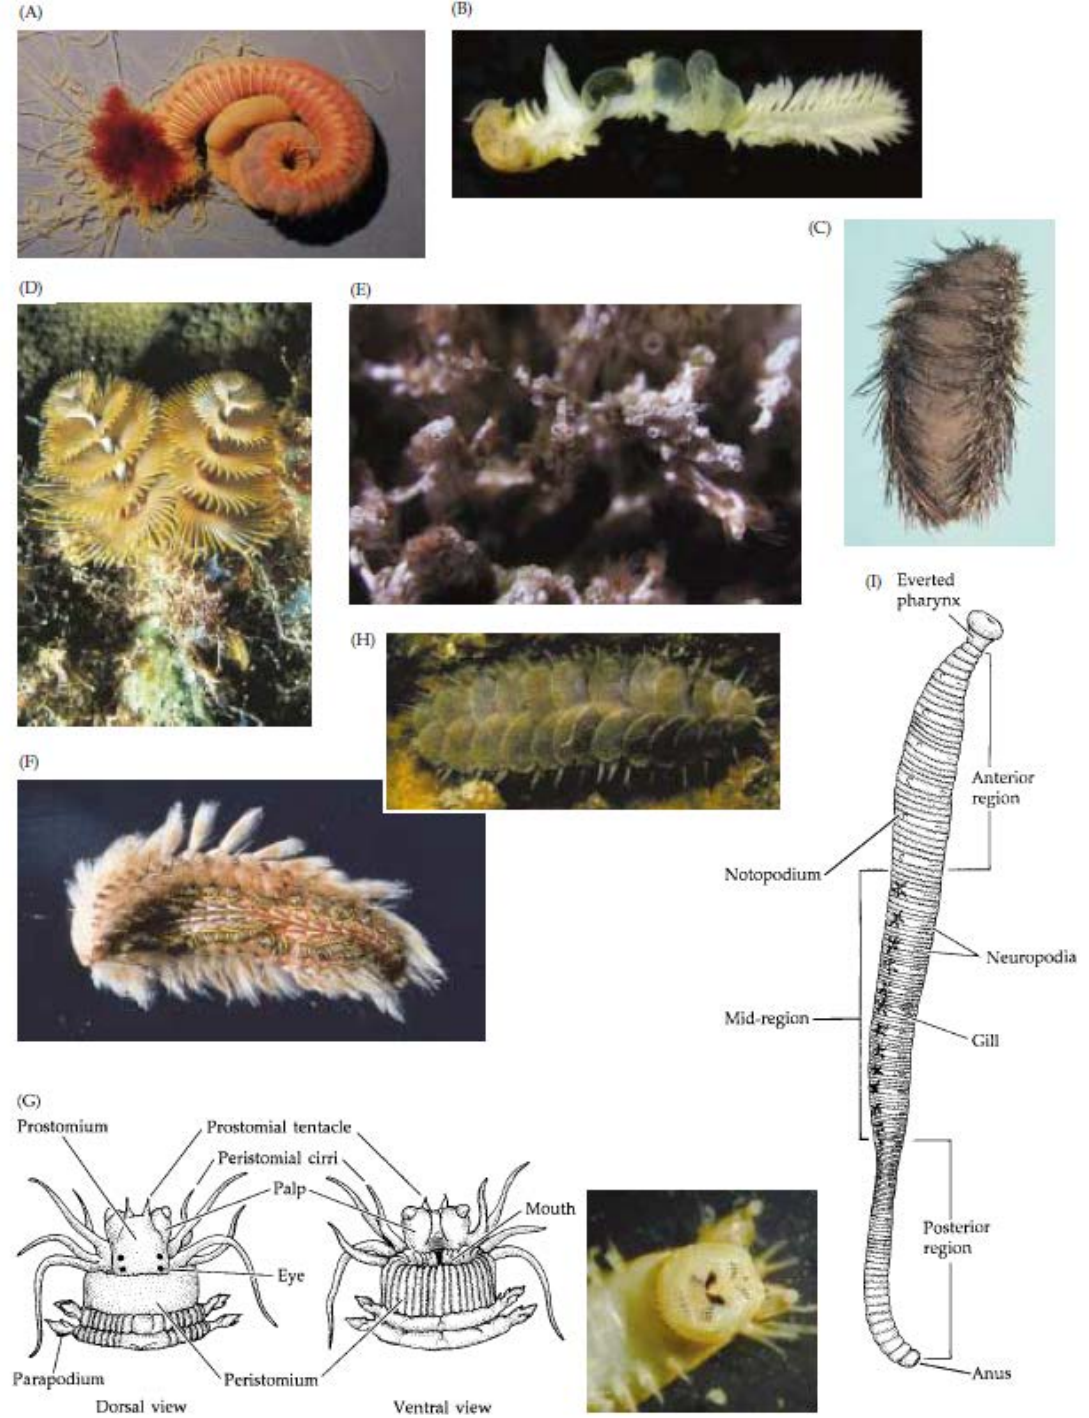 (A)
(B)
(C)
(D)
(E)
(I) Everted
pharynx
(H)
(F)
Anterior
region
Notopodium
Neuropodia
Mid-region
Gill
(G)
Prostomium
Prostomial tentacle
Peristomial cirri
Palp
Mouth
Eye
Posterior
region
Parapodium
Peristomium
Anus
Dorsal view
Ventral view